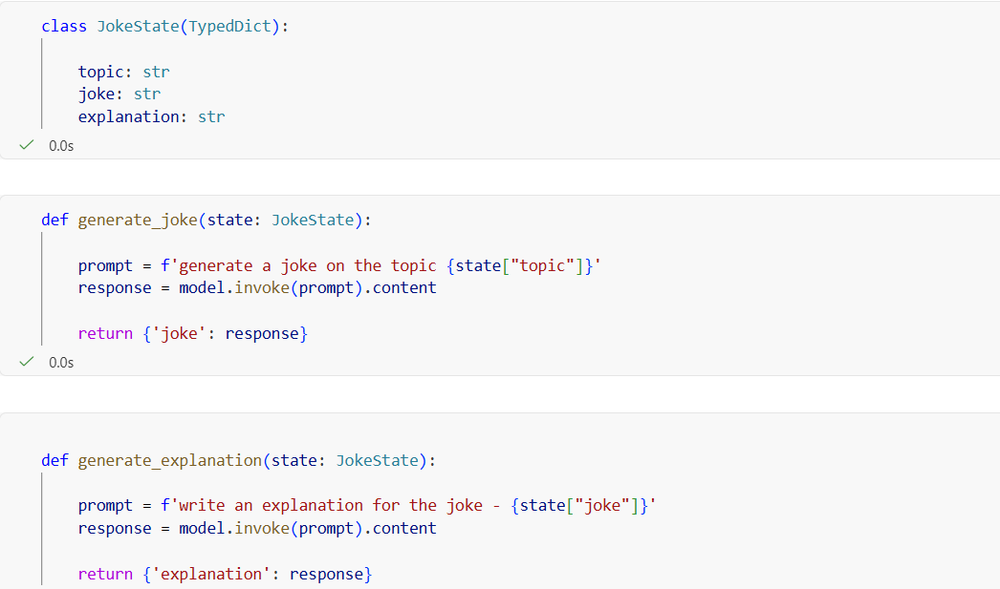 class JokeState(TypedDict):
topic: str
joke: str
explanation: str
0.0s
def generate_joke(state: JokeState):
prompt = f'generate a joke on the topic {state["topic"]}'
response = model.invoke(prompt).content
return {'joke': response}
0.0s
def generate_explanation(state: JokeState):
prompt = f'write an explanation for the joke - {state["joke"]}'
response = model.invoke(prompt).content
return {'explanation': response}